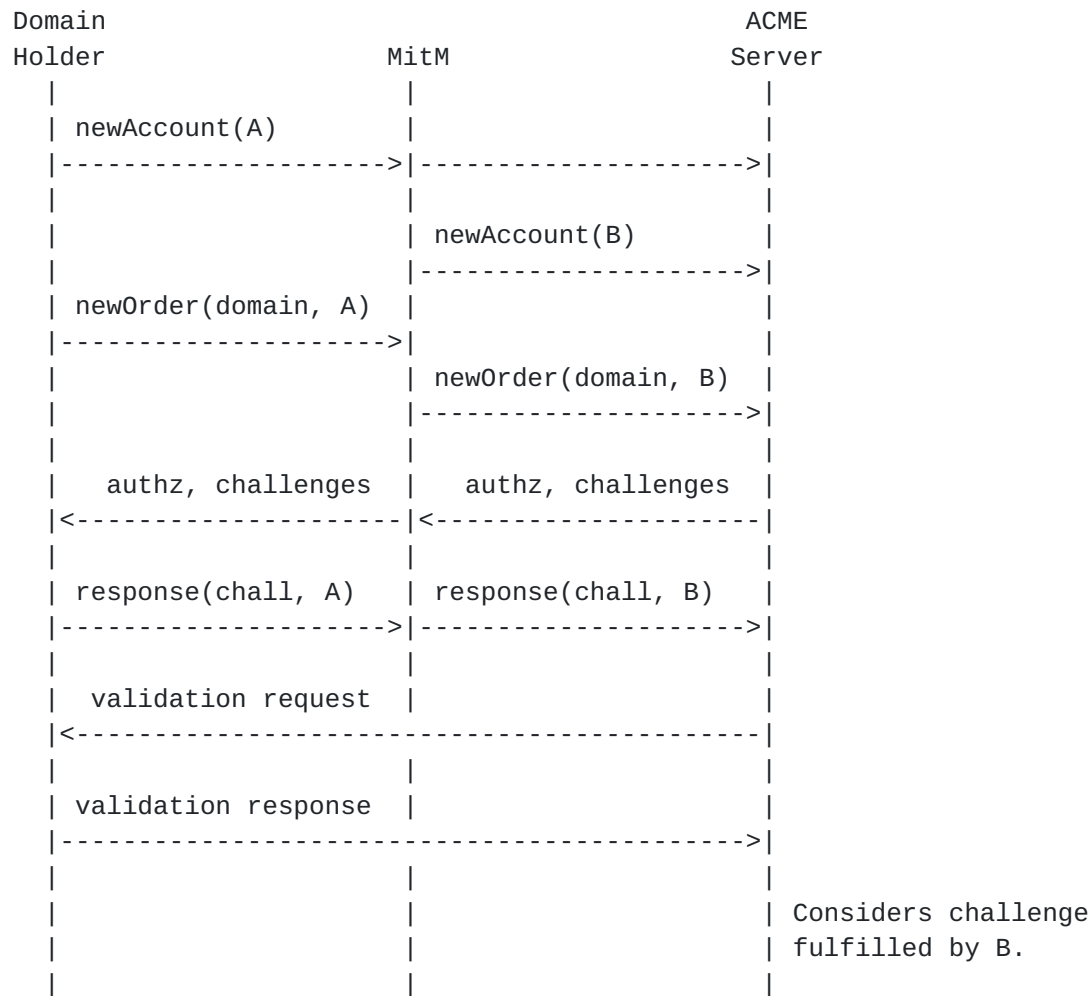 Domain ACME
Holder MitM Server
newAccount(A)
newAccount(B)
newOrder(domain, A)
newOrder(domain, B)
authz, challenges authz, challenges
response(chall, A) response(chall, B)
validation request
validation response
Considers challenge
fulfilled by B.